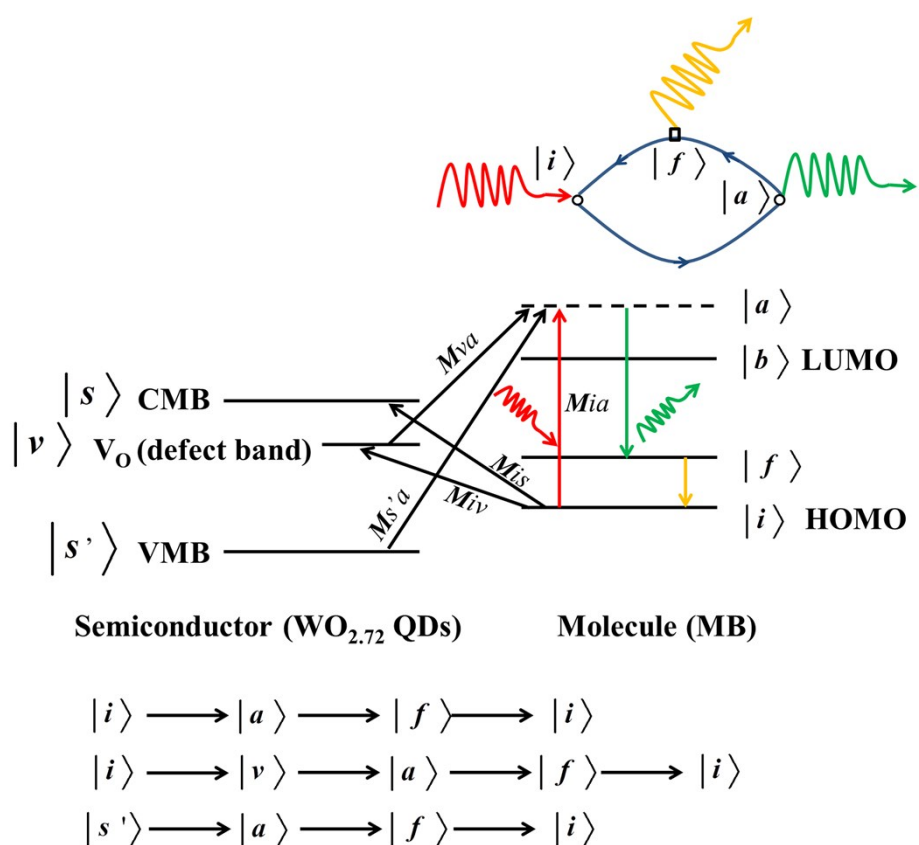 |i⟩
|f⟩
|a⟩
|a⟩
Mva
|b⟩ LUMO
|s⟩ CMB
Mia
|v⟩ VO (defect band)
Mis
|f⟩
Miv
Ms'a
|i⟩ HOMO
|s'⟩ VMB
Semiconductor (WO2.72 QDs)
Molecule (MB)
|i⟩ → |a⟩ → |f⟩ → |i⟩
|i⟩ → |v⟩ → |a⟩ → |f⟩ → |i⟩
|s'⟩ → |a⟩ → |f⟩ → |i⟩